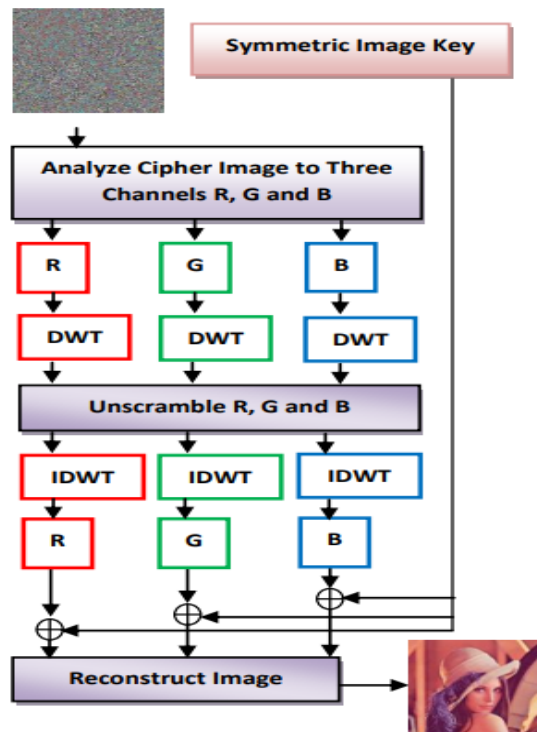 Symmetric Image Key
Analyze Cipher Image to Three
Channels R, G and B
R G B
DWT DWT DWT
Unscramble R, G and B
IDWT IDWT IDWT
R G B
Reconstruct Image